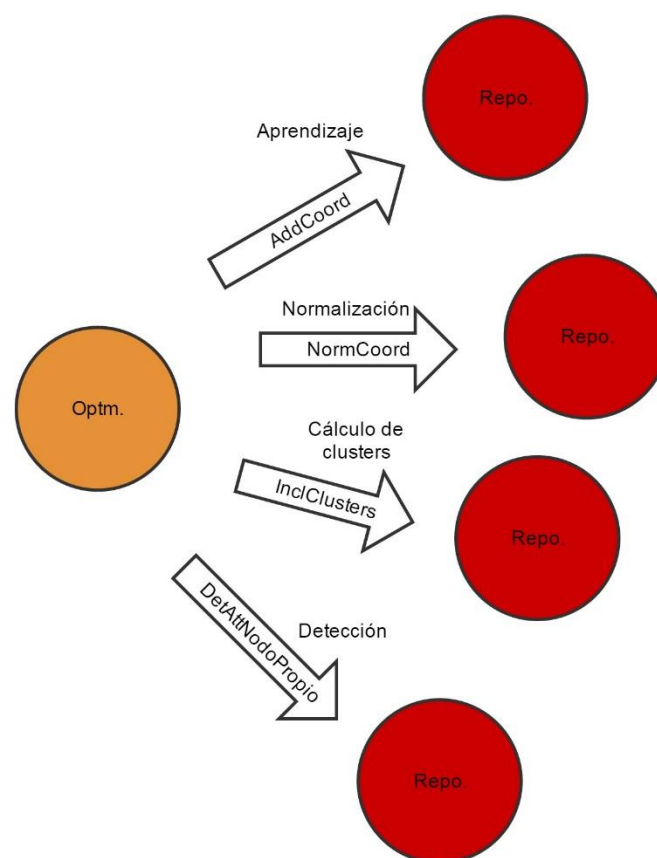 Repo.
Aprendizaje
AddCoord
Normalización
NormCoord
Repo.
Optm.
Cálculo de
clusters
InclClusters
Repo.
DetAttNodoPropio
Detección
Repo.